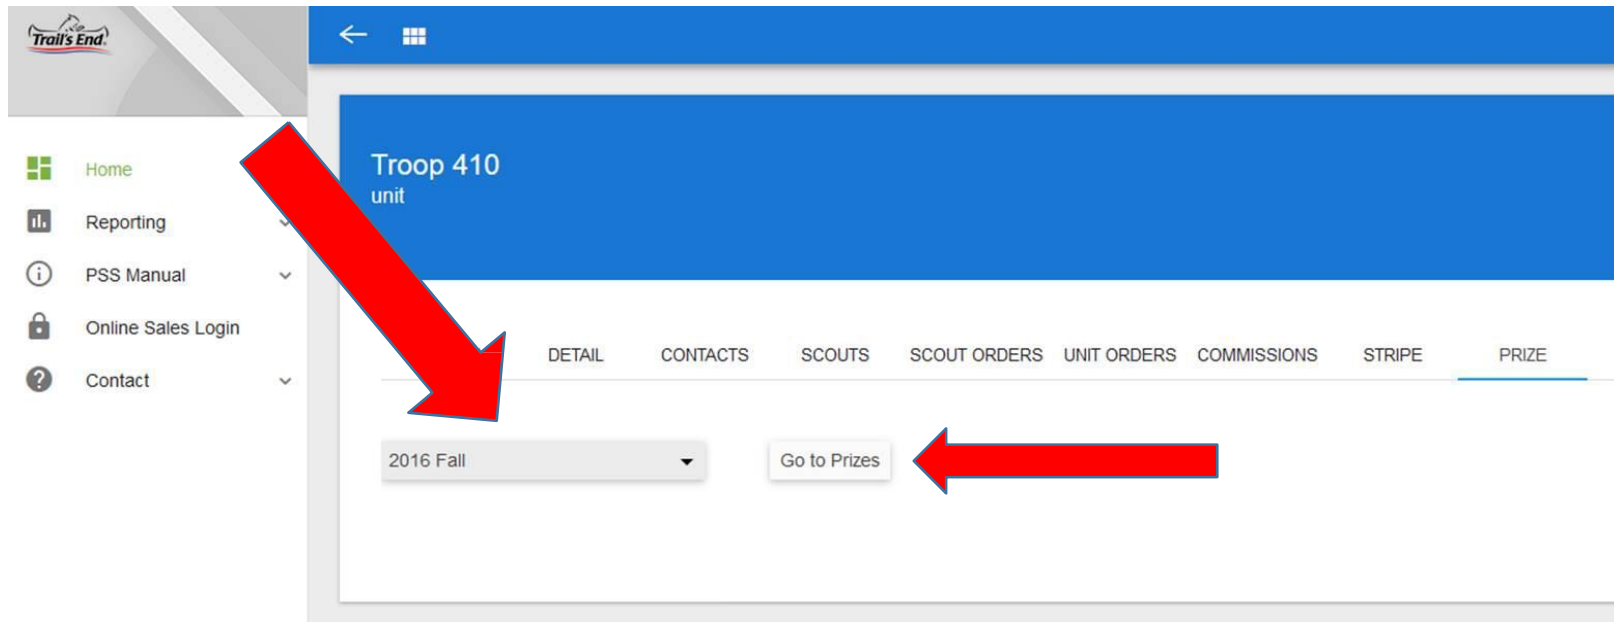 Trail's End.
Home
Reporting
PSS Manual
Online Sales Login
Contact
Troop 410
unit
DETAIL CONTACTS SCOUTS SCOUT ORDERS UNIT ORDERS COMMISSIONS STRIPE PRIZE
2016 Fall Go to Prizes